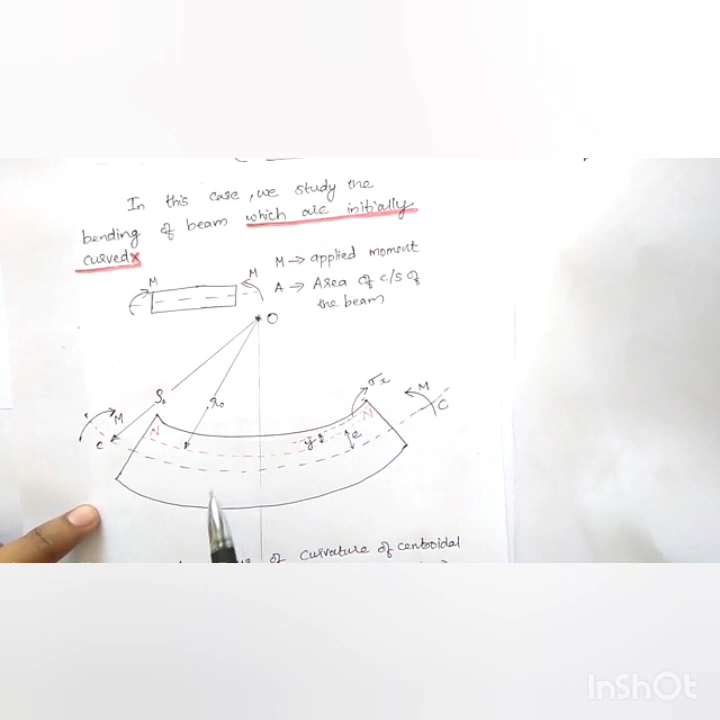 In this case, we study the
bending of beam which are initially
curved
M → applied moment
A → Area of c/s of
the beam
M
M
O
ρ₀
r₀
M
C
N
y
e
N
σx
M
C
of curvature of centroidal
InShOt